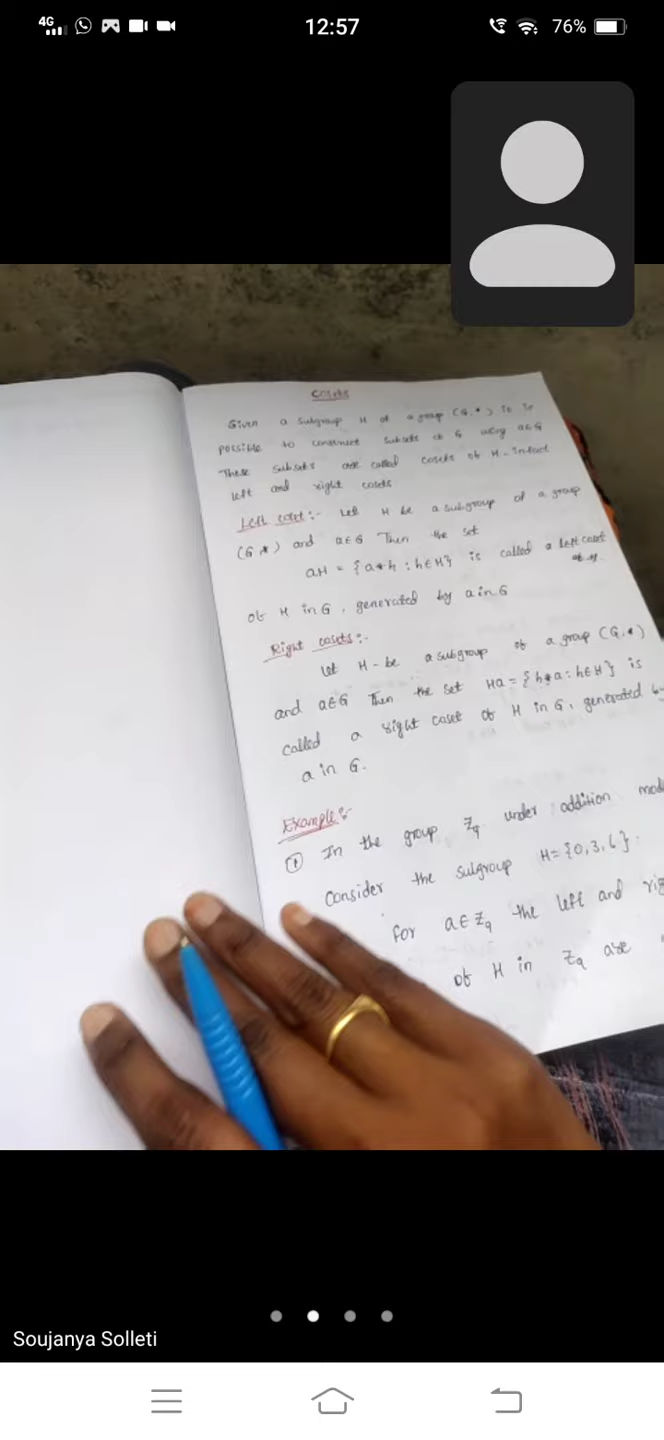 4G
12:57
76%
Cosets
Given a subgroup H of a group (G,*) it is
possible to construct subsets of G using a∈G
These subsets are called cosets of H - Infact
left and right cosets
Left coset:- Let H be a subgroup of a group
(G,*) and a∈G Then the set
aH = {a*h : h∈H} is called a left coset
of H in G, generated by a in G
Right cosets:-
Let H-be a subgroup of a group (G,*)
and a∈G Then the set Ha = {h*a : h∈H} is
called a right coset of H in G, generated by
a in G.
Example:-
① In the group Z₉ under addition
Consider the sulgroup H={0,3,6}.
for a∈Z₉ the left and
of H in Z₉ are
Soujanya Solleti